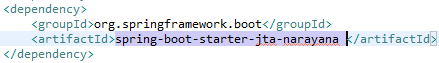 <dependency>
<groupId>org.springframework.boot</groupId>
<artifactId>spring-boot-starter-jta-narayana </artifactId>
</dependency>